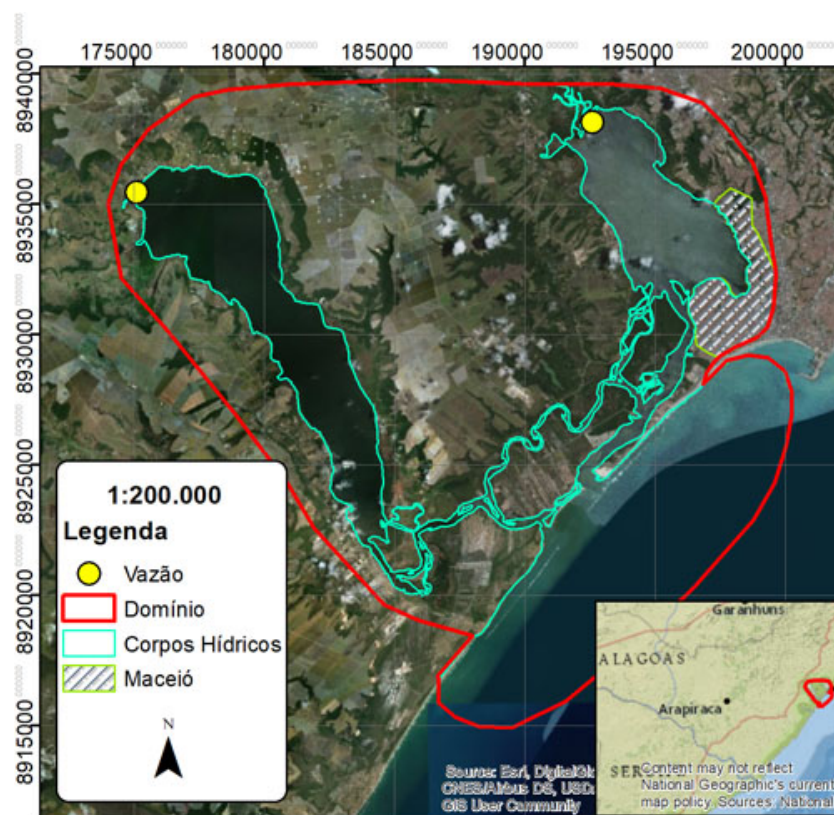 175000 180000 185000 190000 195000 200000
8940000
8935000
8930000
8925000
8920000
8915000
1:200.000
Legenda
Vazão
Domínio
Corpos Hídricos
Maceió
N
Source: Esri, DigitalGl
CNES/Airbus DS, USD
GIS User Community
Garanhuns
ALAGOAS
Arapiraca
Content may not reflect
National Geographic's current
map policy. Sources: National